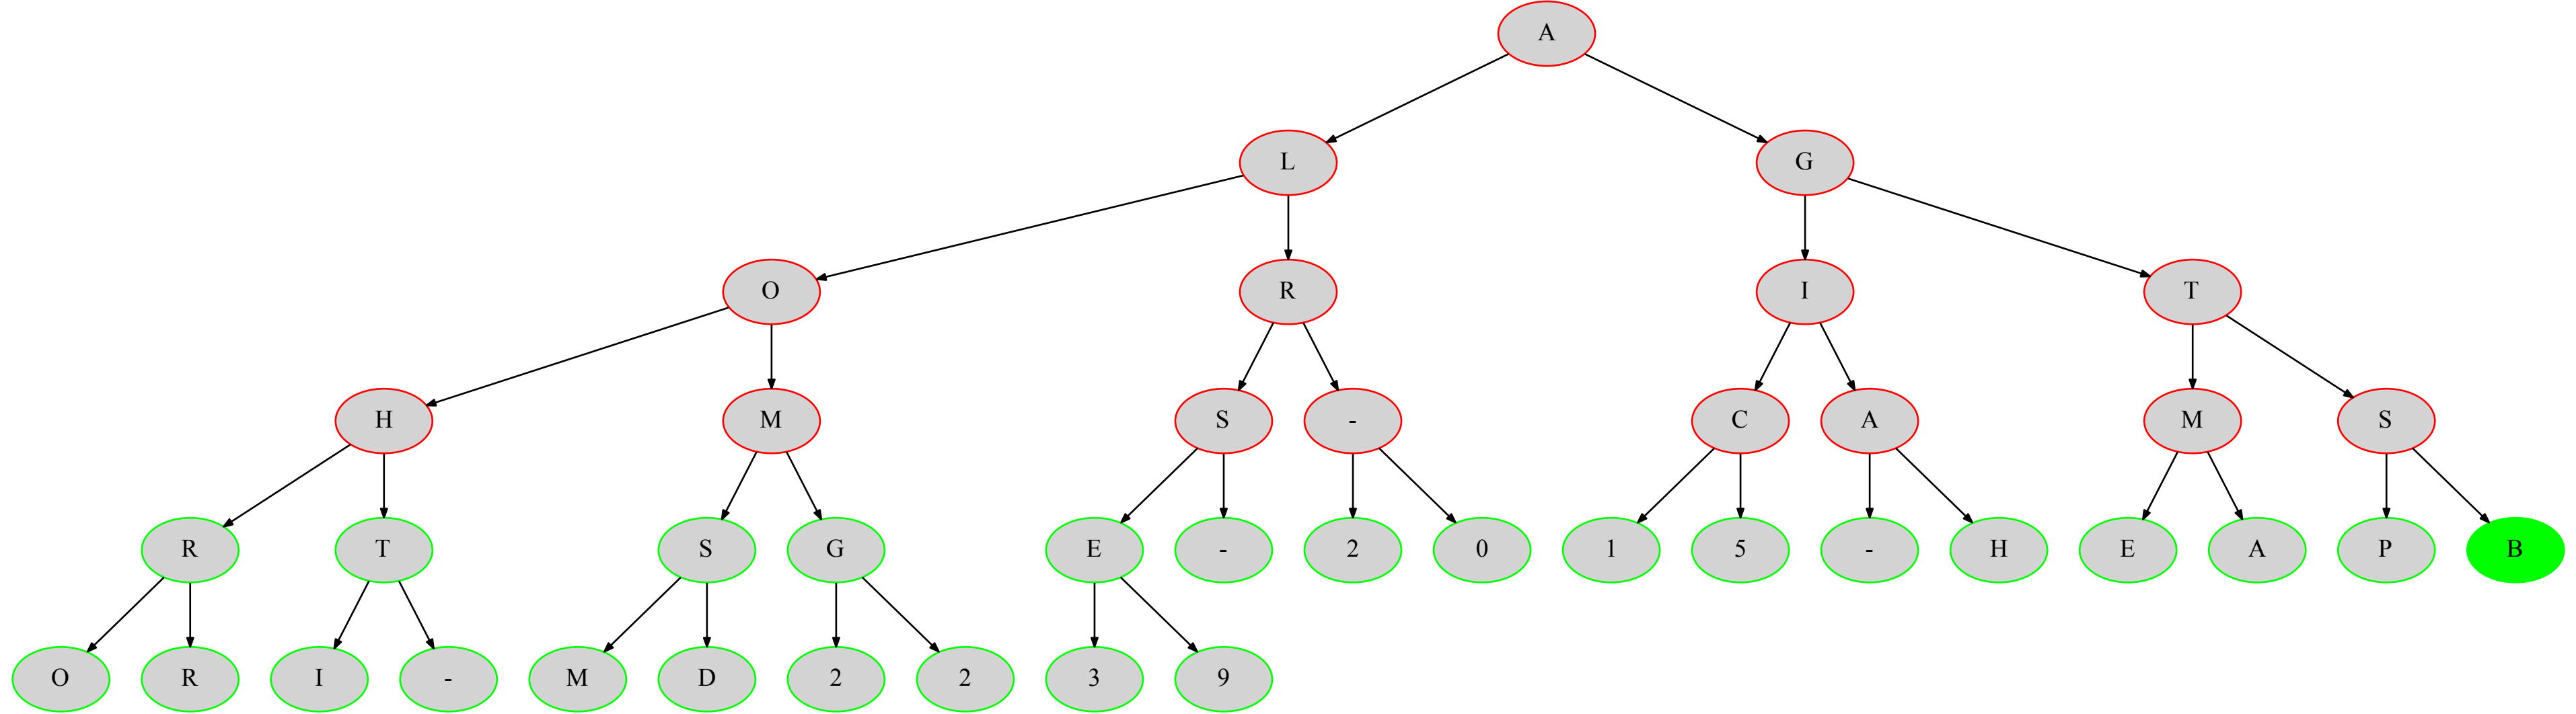 A
L G
O R I T
H M S - C A M S
R T S G E - 2 0 1 5 - H E A P B
O R I - M D 2 2 3 9